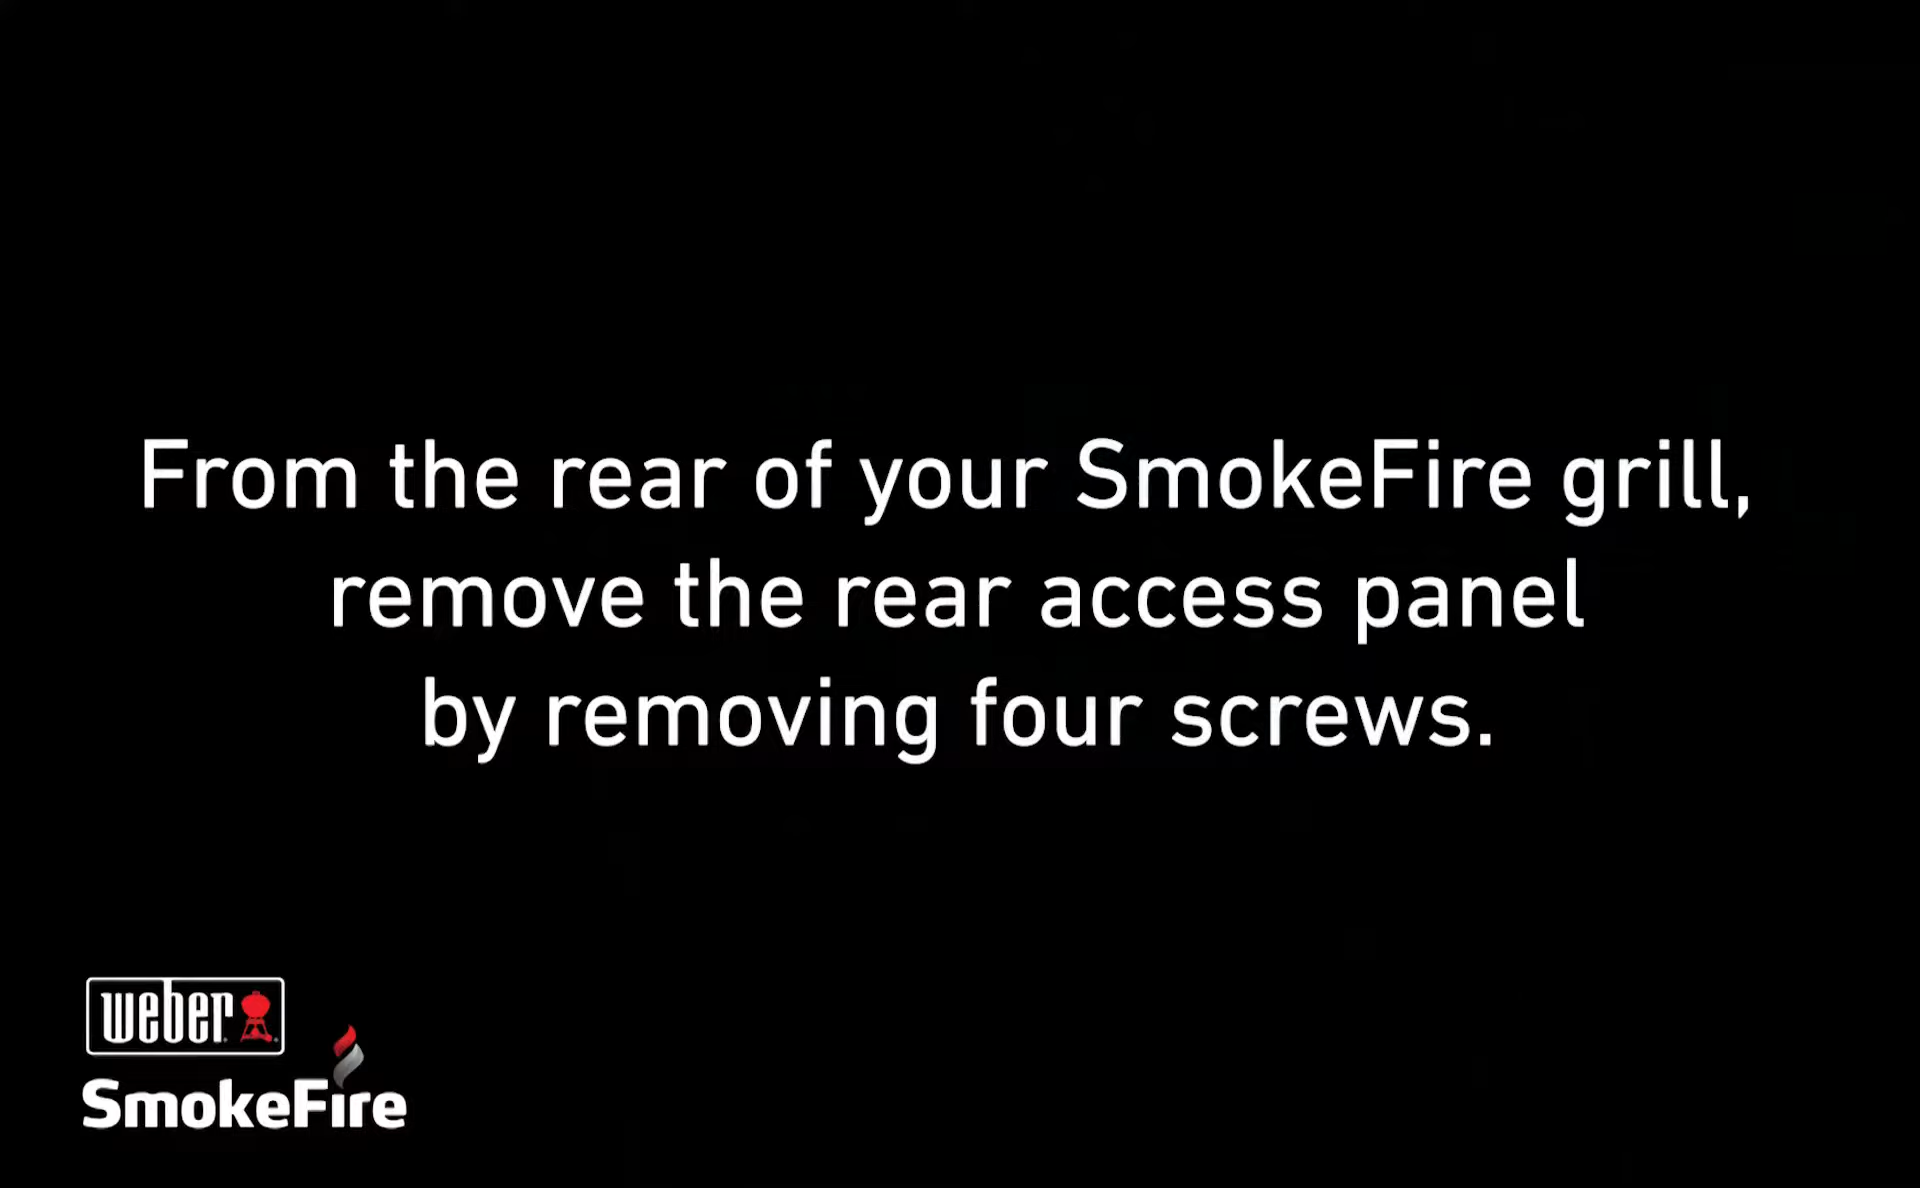 From the rear of your SmokeFire grill,
remove the rear access panel
by removing four screws.
weber
SmokeFire